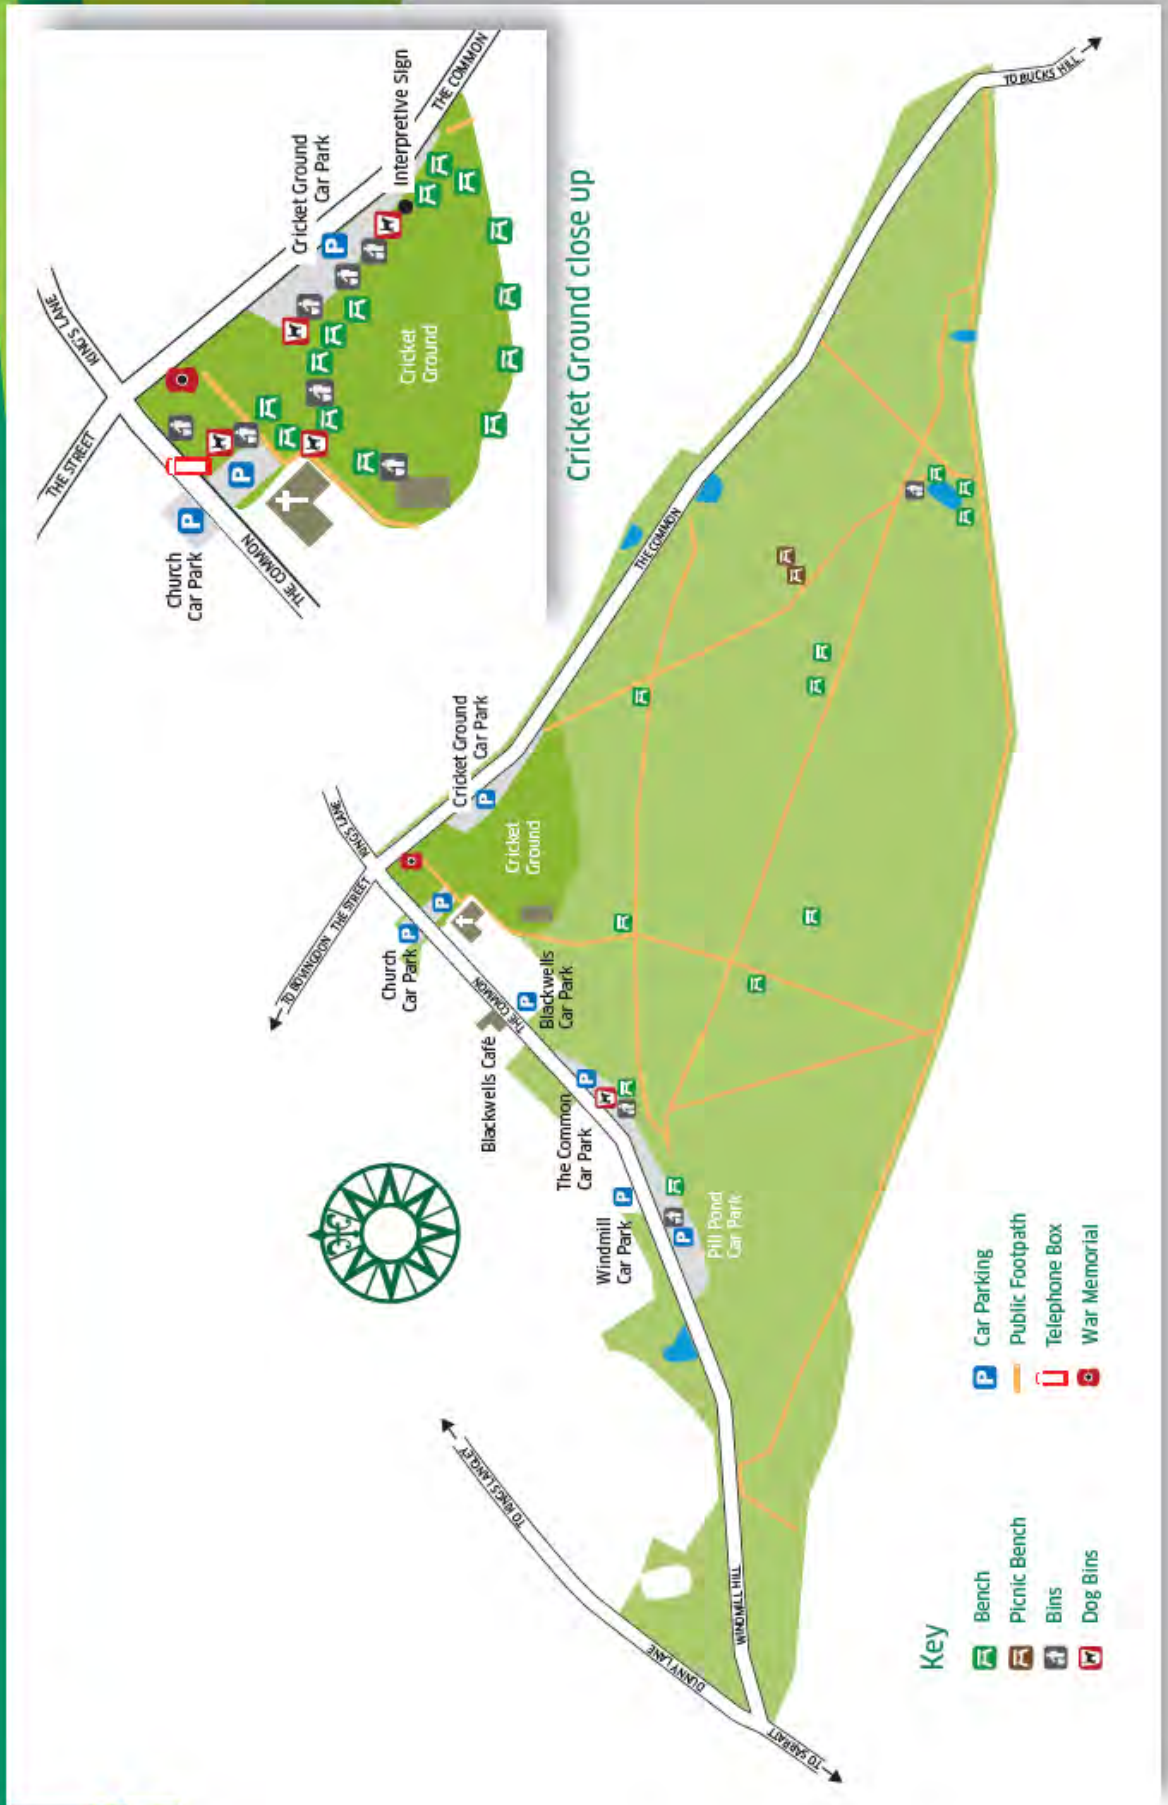 KING'S LANE
THE STREET
THE COMMON
Interpretive Sign
Cricket Ground
Car Park
Cricket
Ground
Church
Car Park
THE COMMON
P
P
P
Cricket Ground close up
TO BUCKS HILL
THE COMMON
Cricket Ground
Car Park
P
Cricket
Ground
KING'S LANE
TO BOVINGDON
THE STREET
Church
Car Park
P
P
THE COMMON
Blackwells
Car Park
P
Blackwells Café
The Common
Car Park
P
Windmill
Car Park
P
Pill Pond
Car Park
P
TO KINGS LANGLEY
DUNNY LANE
WINDMILL HILL
TO SARRATT
Key
Bench
Picnic Bench
Bins
Dog Bins
P Car Parking
Public Footpath
Telephone Box
War Memorial